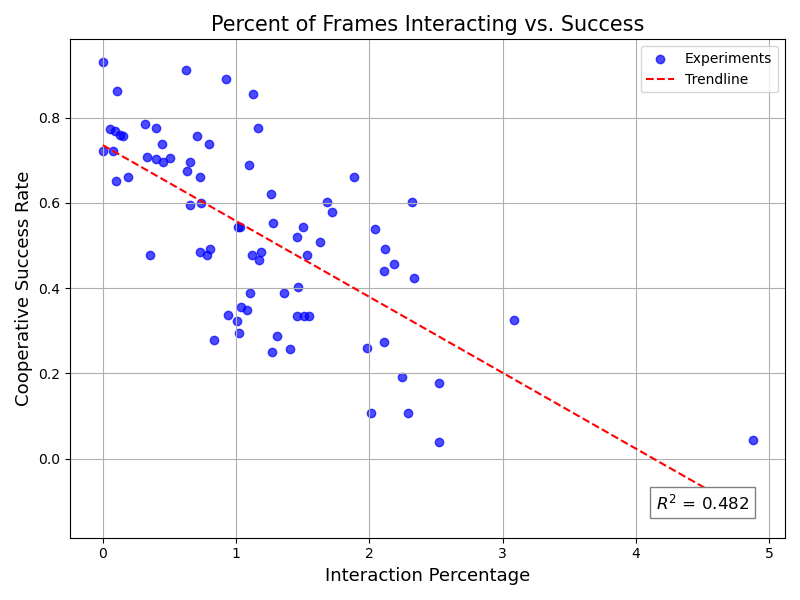 Percent of Frames Interacting vs. Success
Experiments
Trendline
Cooperative Success Rate
0.8
0.6
0.4
0.2
0.0
R² = 0.482
0 1 2 3 4 5
Interaction Percentage